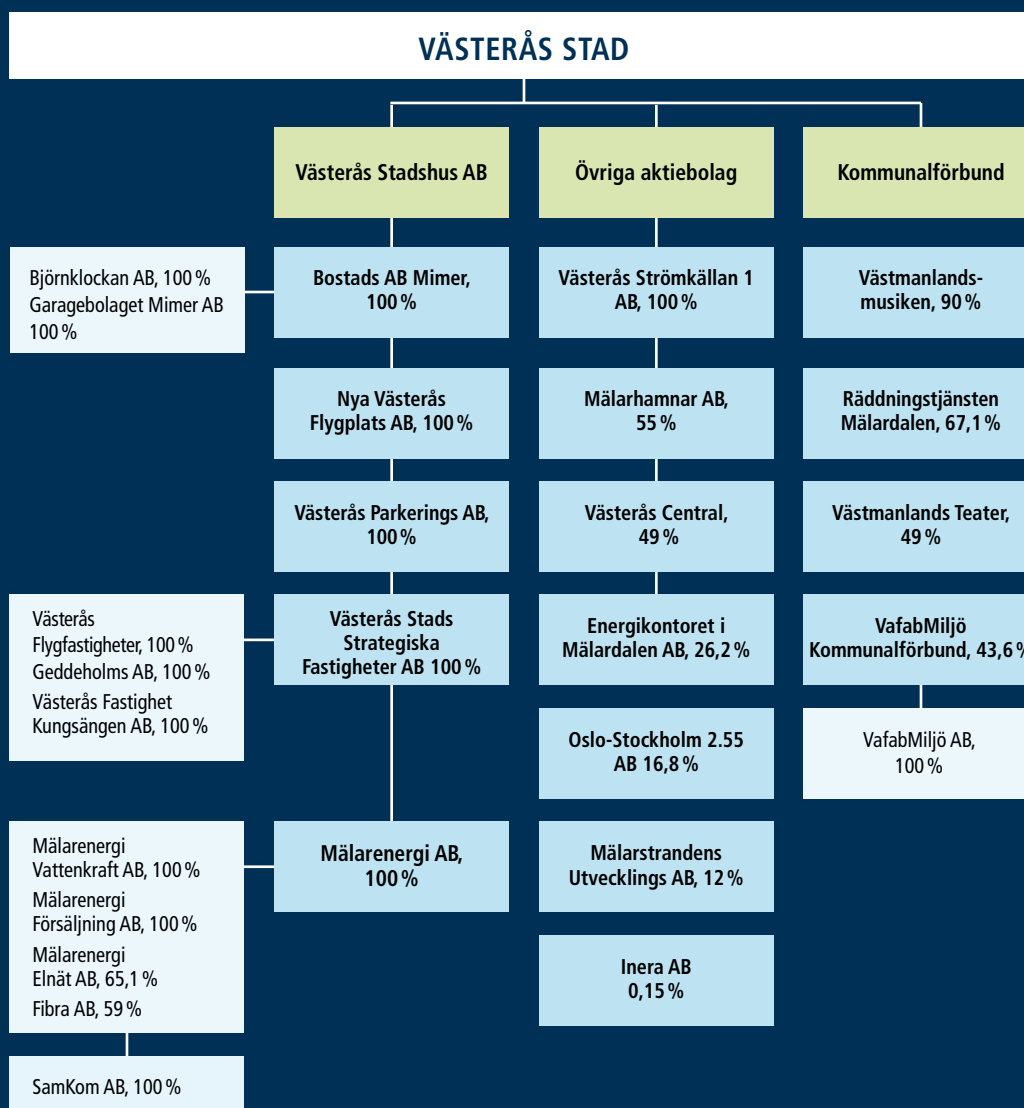 VÄSTERÅS STAD
Västerås Stadshus AB
Övriga aktiebolag
Kommunalförbund
Björnklockan AB, 100 %
Garagebolaget Mimer AB
100 %
Bostads AB Mimer,
100 %
Västerås Strömkällan 1
AB, 100 %
Västmanlands-
musiken, 90 %
Nya Västerås
Flygplats AB, 100 %
Mälarhamnar AB,
55 %
Räddningstjänsten
Mälardalen, 67,1 %
Västerås Parkerings AB,
100 %
Västerås Central,
49 %
Västmanlands Teater,
49 %
Västerås
Flygfastigheter, 100 %
Geddeholms AB, 100 %
Västerås Fastighet
Kungsängen AB, 100 %
Västerås Stads
Strategiska
Fastigheter AB 100 %
Energikontoret i
Mälardalen AB, 26,2 %
VafabMiljö
Kommunalförbund, 43,6 %
Oslo-Stockholm 2.55
AB 16,8 %
VafabMiljö AB,
100 %
Mälarenergi
Vattenkraft AB, 100 %
Mälarenergi
Försäljning AB, 100 %
Mälarenergi
Elnät AB, 65,1 %
Fibra AB, 59 %
Mälarenergi AB,
100 %
Mälarstrandens
Utvecklings AB, 12 %
Inera AB
0,15 %
SamKom AB, 100 %